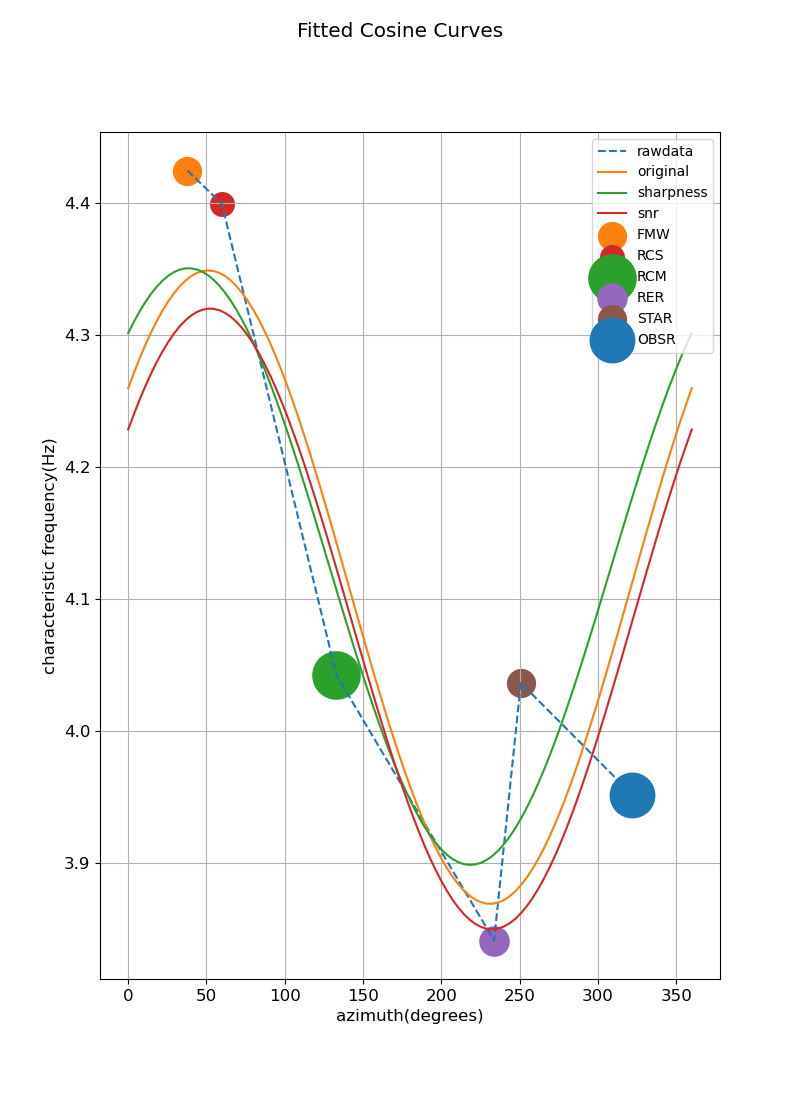 Fitted Cosine Curves
rawdata
original
sharpness
snr
FMW
RCS
RCM
RER
STAR
OBSR
4.4
4.3
4.2
4.1
4.0
3.9
characteristic frequency(Hz)
0 50 100 150 200 250 300 350
azimuth(degrees)